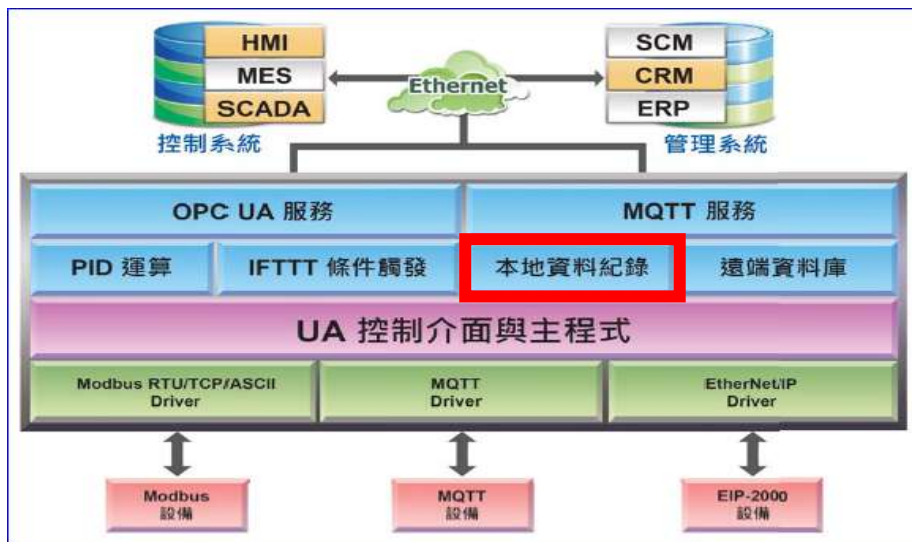 HMI
MES
SCADA
控制系統
Ethernet
SCM
CRM
ERP
管理系統
OPC UA 服務
MQTT 服務
PID 運算
IFTTT 條件觸發
本地資料紀錄
遠端資料庫
UA 控制介面與主程式
Modbus RTU/TCP/ASCII
Driver
MQTT
Driver
EtherNet/IP
Driver
Modbus
設備
MQTT
設備
EIP-2000
設備